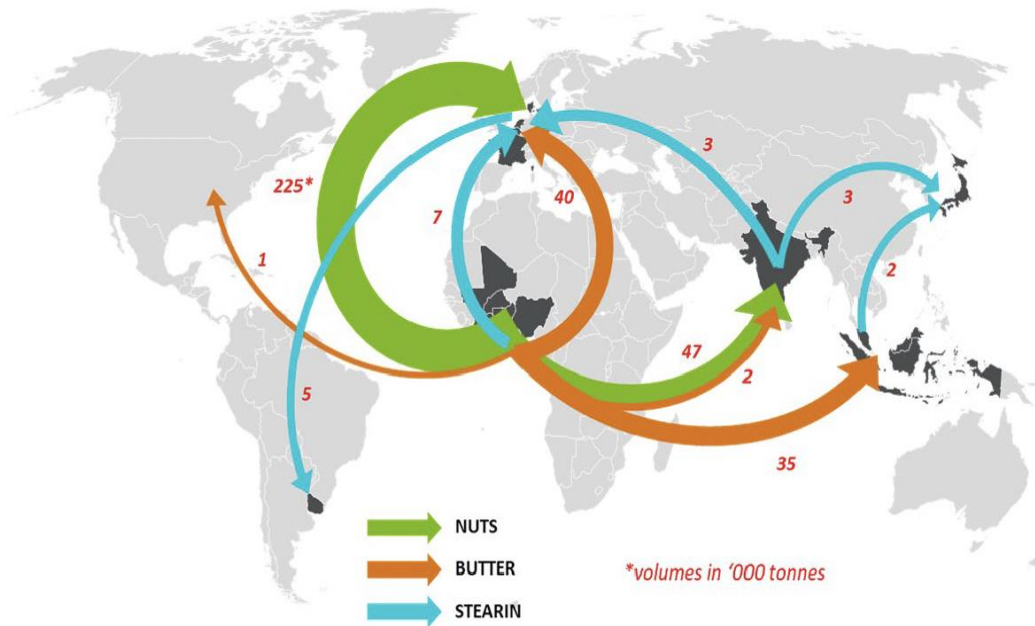 3
3
225*
7
40
2
1
47
2
5
35
NUTS
BUTTER
*volumes in ‘000 tonnes
STEARIN